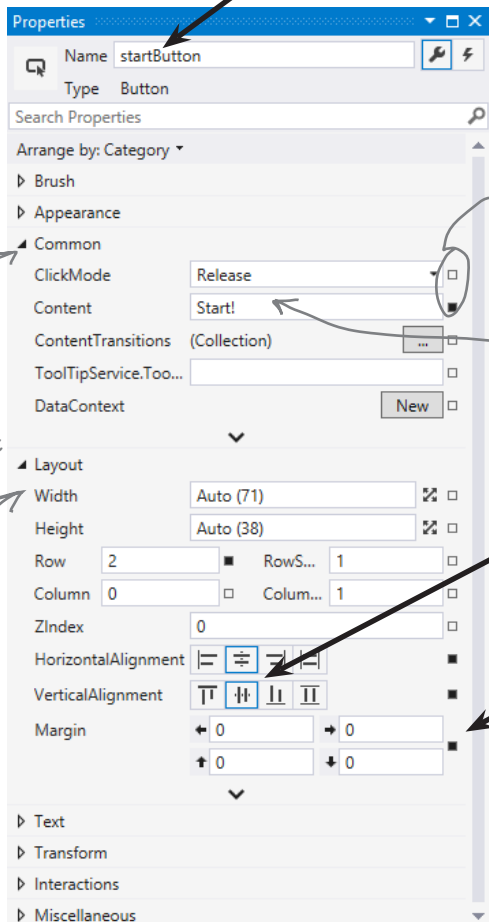 Properties
Name startButton
Type Button
Search Properties
Arrange by: Category
Brush
Appearance
Common
ClickMode Release
Content Start!
ContentTransitions (Collection) ...
ToolTipService.Too...
DataContext New
Layout
Width Auto (71)
Height Auto (38)
Row 2 RowS... 1
Column 0 Colum... 1
ZIndex 0
HorizontalAlignment
VerticalAlignment
Margin 0 0
0 0
Text
Transform
Interactions
Miscellaneous